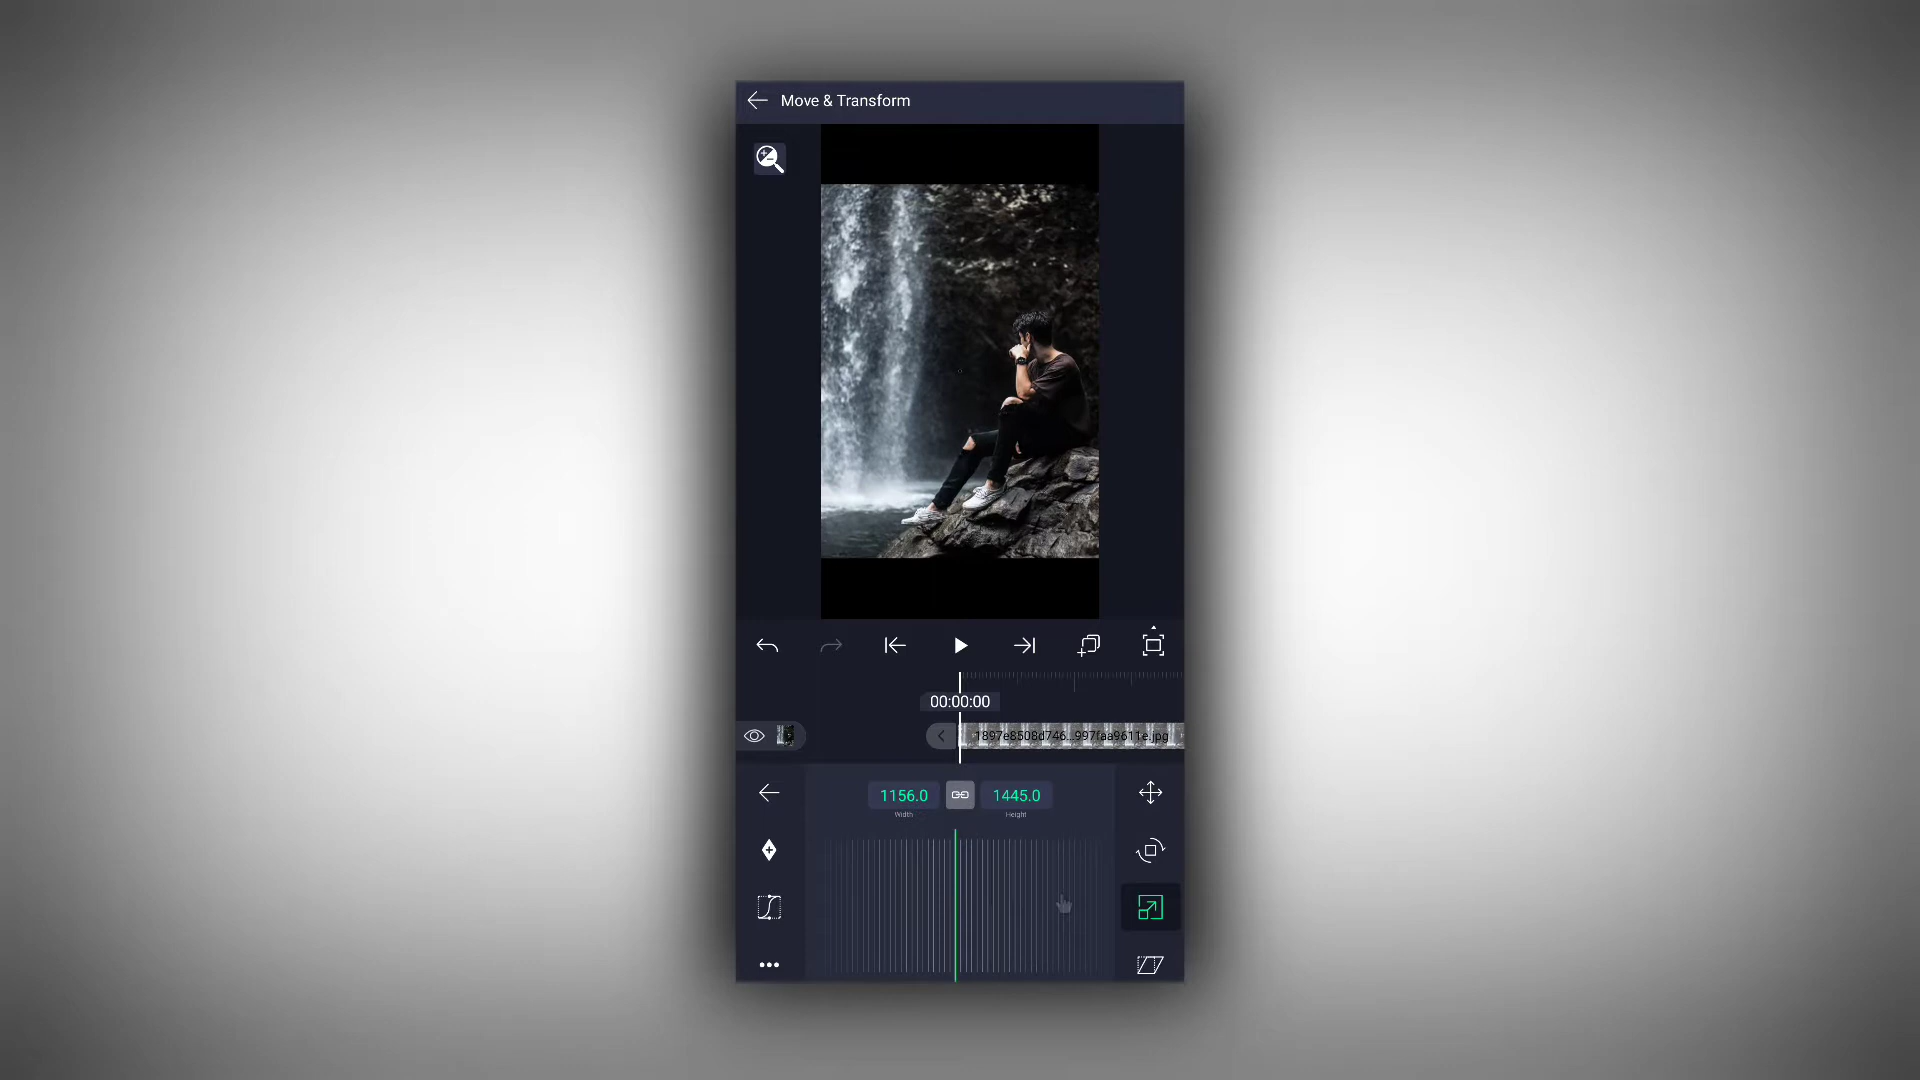 Move & Transform
00:00:00
1897e8508d746...997faa9611e.jpg
1156.0
1445.0
Width
Height